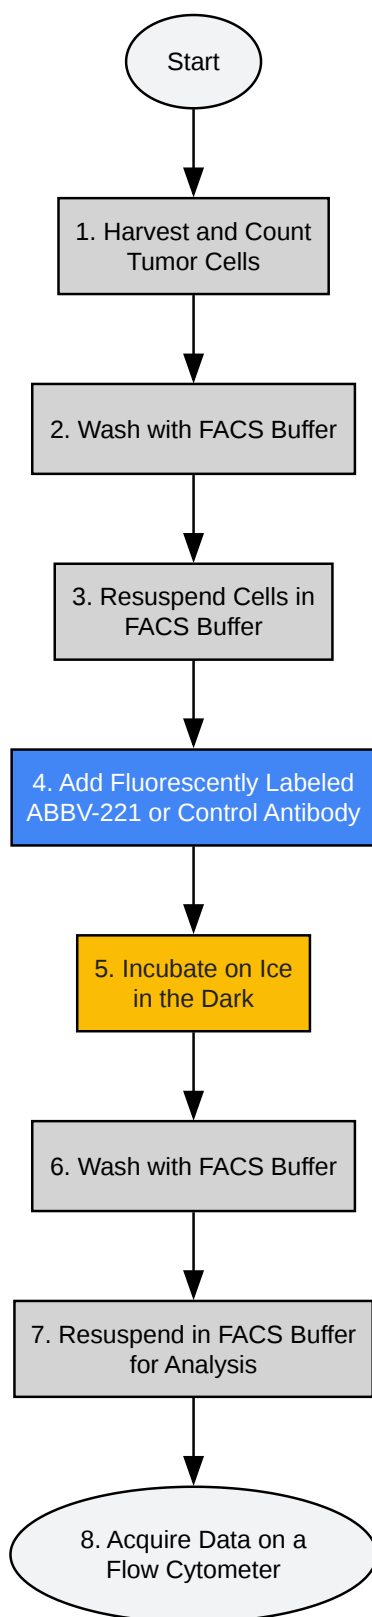 Start
1. Harvest and Count
Tumor Cells
2. Wash with FACS Buffer
3. Resuspend Cells in
FACS Buffer
4. Add Fluorescently Labeled
ABBV-221 or Control Antibody
5. Incubate on Ice
in the Dark
6. Wash with FACS Buffer
7. Resuspend in FACS Buffer
for Analysis
8. Acquire Data on a
Flow Cytometer